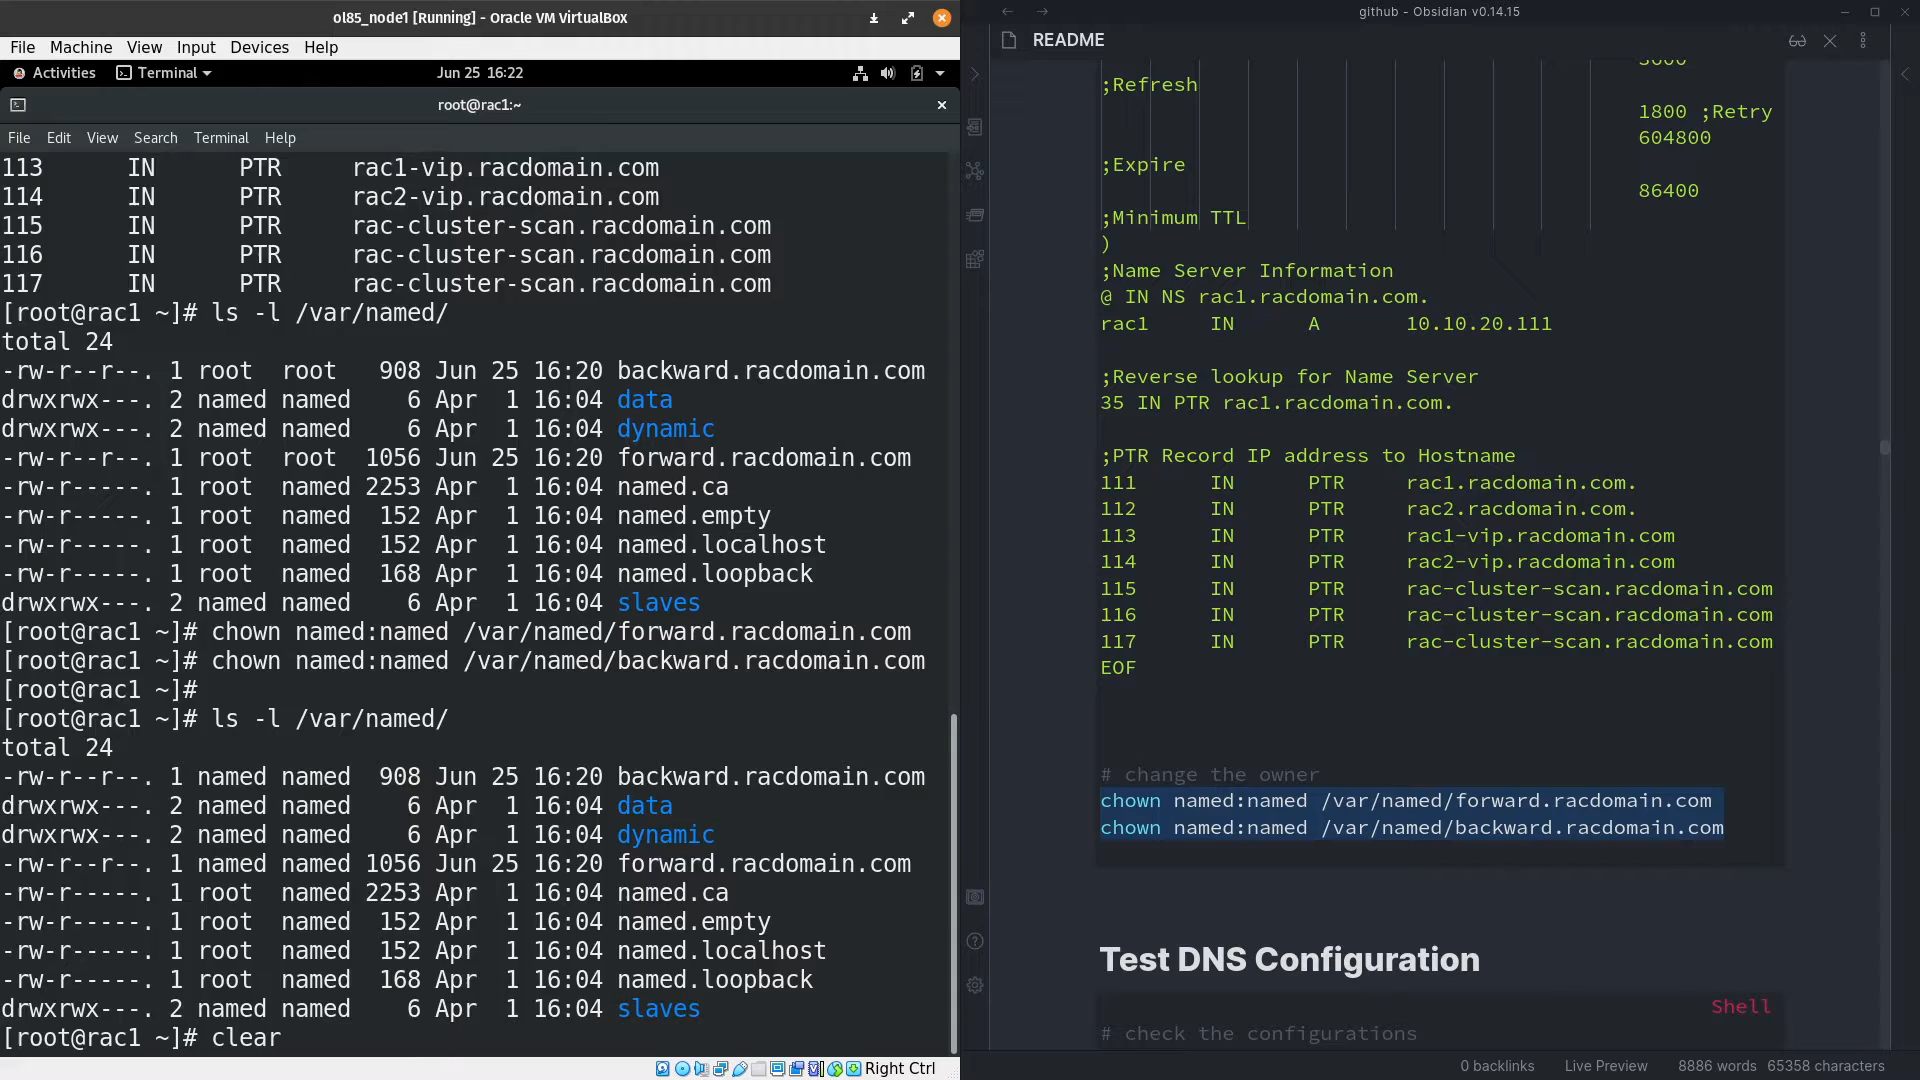 ol85_node1 [Running] - Oracle VM VirtualBox
File Machine View Input Devices Help
Activities Terminal Jun 25 16:22
root@rac1:~
File Edit View Search Terminal Help
113 IN PTR rac1-vip.racdomain.com
114 IN PTR rac2-vip.racdomain.com
115 IN PTR rac-cluster-scan.racdomain.com
116 IN PTR rac-cluster-scan.racdomain.com
117 IN PTR rac-cluster-scan.racdomain.com
[root@rac1 ~]# ls -l /var/named/
total 24
-rw-r--r--. 1 root root 908 Jun 25 16:20 backward.racdomain.com
drwxrwx---. 2 named named 6 Apr 1 16:04 data
drwxrwx---. 2 named named 6 Apr 1 16:04 dynamic
-rw-r--r--. 1 root root 1056 Jun 25 16:20 forward.racdomain.com
-rw-r-----. 1 root named 2253 Apr 1 16:04 named.ca
-rw-r-----. 1 root named 152 Apr 1 16:04 named.empty
-rw-r-----. 1 root named 152 Apr 1 16:04 named.localhost
-rw-r-----. 1 root named 168 Apr 1 16:04 named.loopback
drwxrwx---. 2 named named 6 Apr 1 16:04 slaves
[root@rac1 ~]# chown named:named /var/named/forward.racdomain.com
[root@rac1 ~]# chown named:named /var/named/backward.racdomain.com
[root@rac1 ~]#
[root@rac1 ~]# ls -l /var/named/
total 24
-rw-r--r--. 1 named named 908 Jun 25 16:20 backward.racdomain.com
drwxrwx---. 2 named named 6 Apr 1 16:04 data
drwxrwx---. 2 named named 6 Apr 1 16:04 dynamic
-rw-r--r--. 1 named named 1056 Jun 25 16:20 forward.racdomain.com
-rw-r-----. 1 root named 2253 Apr 1 16:04 named.ca
-rw-r-----. 1 root named 152 Apr 1 16:04 named.empty
-rw-r-----. 1 root named 152 Apr 1 16:04 named.localhost
-rw-r-----. 1 root named 168 Apr 1 16:04 named.loopback
drwxrwx---. 2 named named 6 Apr 1 16:04 slaves
[root@rac1 ~]# clear
Right Ctrl
github - Obsidian v0.14.15
README
3600
;Refresh
1800 ;Retry
604800
;Expire
86400
;Minimum TTL
)
;Name Server Information
@ IN NS rac1.racdomain.com.
rac1 IN A 10.10.20.111
;Reverse lookup for Name Server
35 IN PTR rac1.racdomain.com.
;PTR Record IP address to Hostname
111 IN PTR rac1.racdomain.com.
112 IN PTR rac2.racdomain.com.
113 IN PTR rac1-vip.racdomain.com
114 IN PTR rac2-vip.racdomain.com
115 IN PTR rac-cluster-scan.racdomain.com
116 IN PTR rac-cluster-scan.racdomain.com
117 IN PTR rac-cluster-scan.racdomain.com
EOF
# change the owner
chown named:named /var/named/forward.racdomain.com
chown named:named /var/named/backward.racdomain.com
Test DNS Configuration
Shell
# check the configurations
0 backlinks Live Preview 8886 words 65358 characters